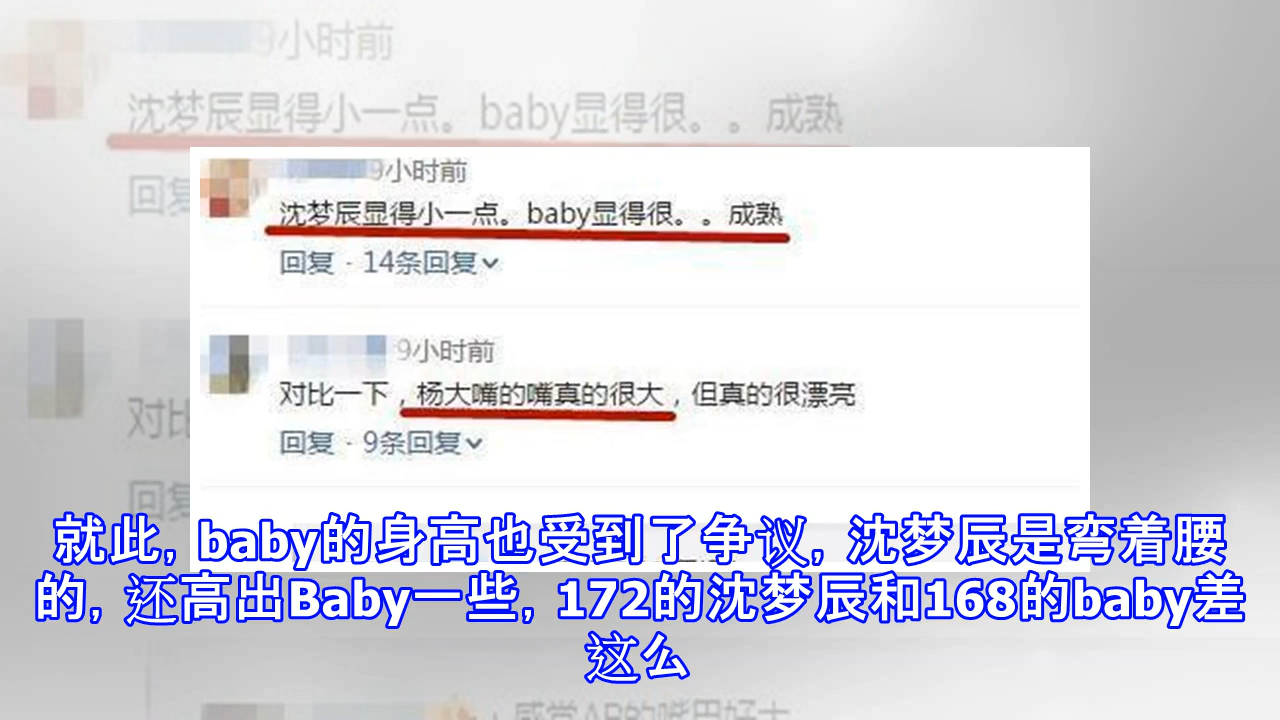 9小时前
沈梦辰显得小一点。baby显得很。。成熟
回复
9小时前
沈梦辰显得小一点。baby显得很。。成熟
回复 · 14条回复
9小时前
对比一下，杨大嘴的嘴真的很大，但真的很漂亮
回复 · 9条回复
对比
回复
就此, baby的身高也受到了争议, 沈梦辰是弯着腰
的, 还高出Baby一些, 172的沈梦辰和168的baby差
这么